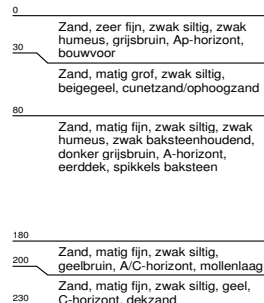 0
Zand, zeer fijn, zwak siltig, zwak
humeus, grijsbruin, Ap-horizont,
bouwvoor
30
Zand, matig grof, zwak siltig,
beigegeel, cunetzand/ophoogzand
80
Zand, matig fijn, zwak siltig, zwak
humeus, zwak baksteenhoudend,
donker grijsbruin, A-horizont,
eerddek, spikkels baksteen
180
Zand, matig fijn, zwak siltig,
geelbruin, A/C-horizont, mollenlaag
200
Zand, matig fijn, zwak siltig, geel,
C-horizont, dekzand
230